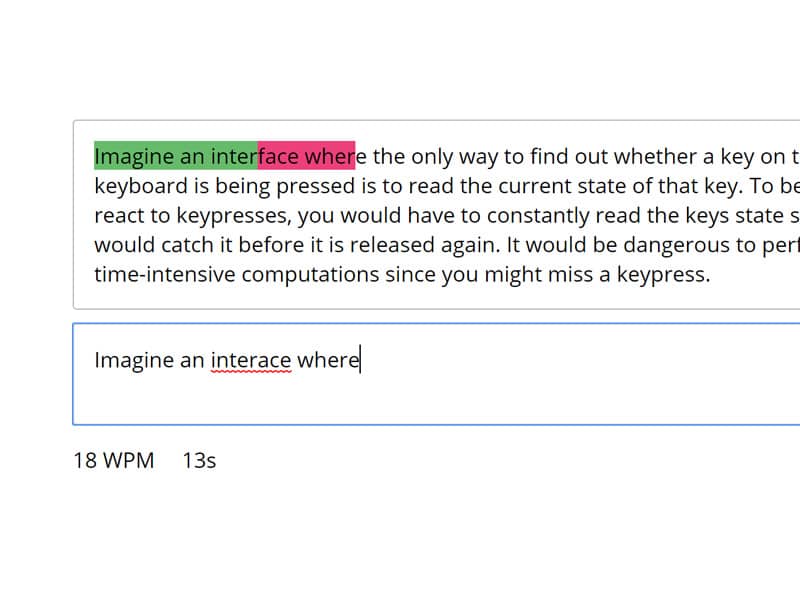 Imagine an interface where the only way to find out whether a key on t
keyboard is being pressed is to read the current state of that key. To be
react to keypresses, you would have to constantly read the keys state s
would catch it before it is released again. It would be dangerous to perf
time-intensive computations since you might miss a keypress.
Imagine an interace where
18 WPM 13s